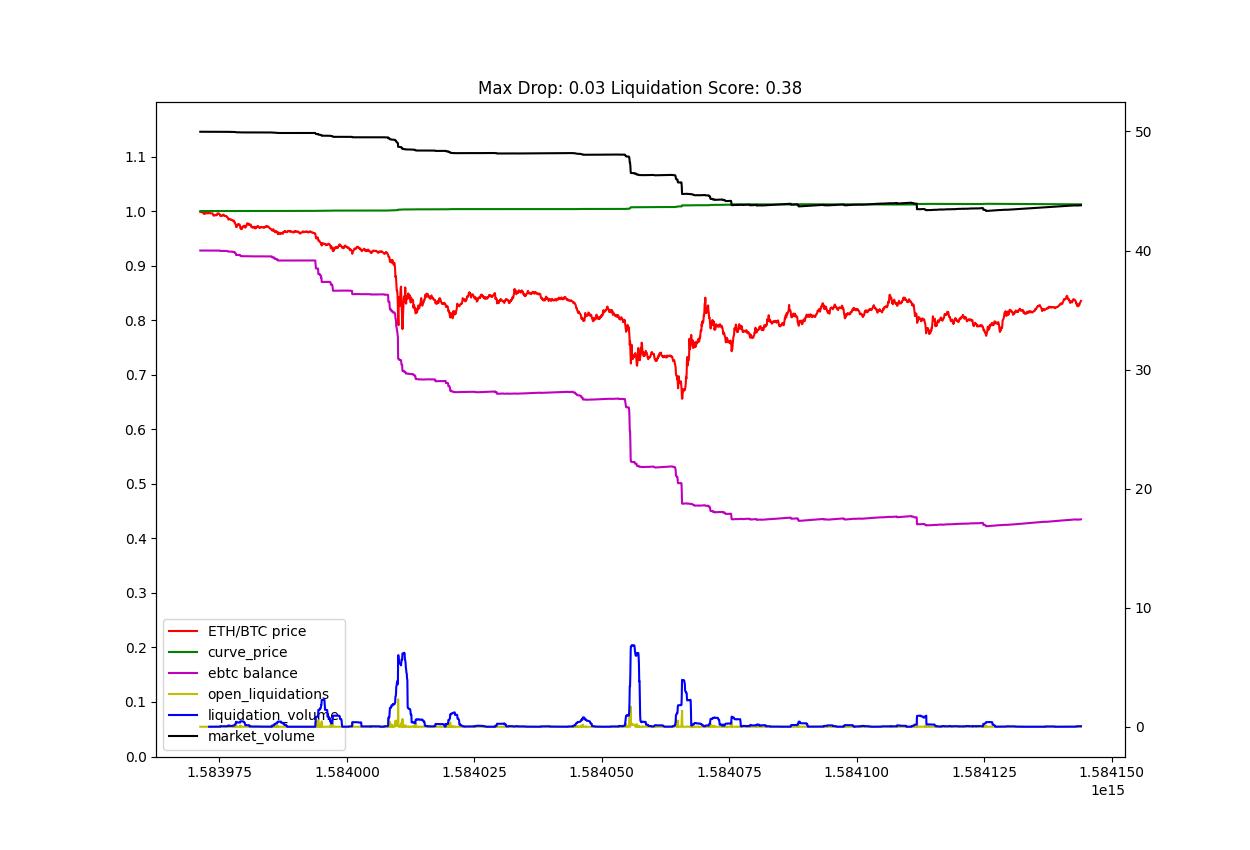 Max Drop: 0.03 Liquidation Score: 0.38
1.1
1.0
0.9
0.8
0.7
0.6
0.5
0.4
0.3
0.2
0.1
0.0
50
40
30
20
10
0
ETH/BTC price
curve_price
ebtc balance
open_liquidations
liquidation_volume
market_volume
1.583975 1.584000 1.584025 1.584050 1.584075 1.584100 1.584125 1.584150
1e15